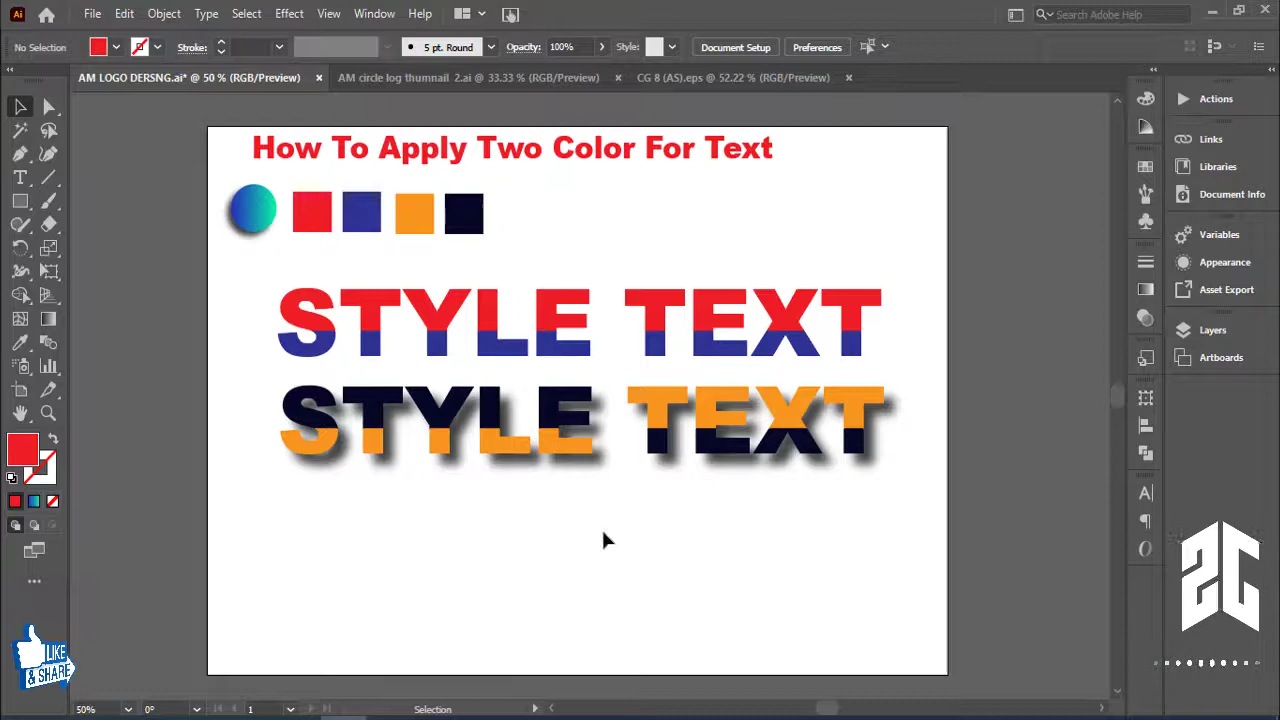 Ai File Edit Object Type Select Effect View Window Help Search Adobe Help
No Selection Stroke: 5 pt. Round Opacity: 100% Style: Document Setup Preferences
AM LOGO DERSNG.ai* @ 50 % (RGB/Preview) × AM circle log thumnail 2.ai @ 33.33 % (RGB/Preview) × CG 8 (AS).eps @ 52.22 % (RGB/Preview) ×
Actions
Links
Libraries
Document Info
Variables
Appearance
Asset Export
Layers
Artboards
How To Apply Two Color For Text
STYLE TEXT
STYLE TEXT
LIKE
& SHARE
50% 0° 1 Selection